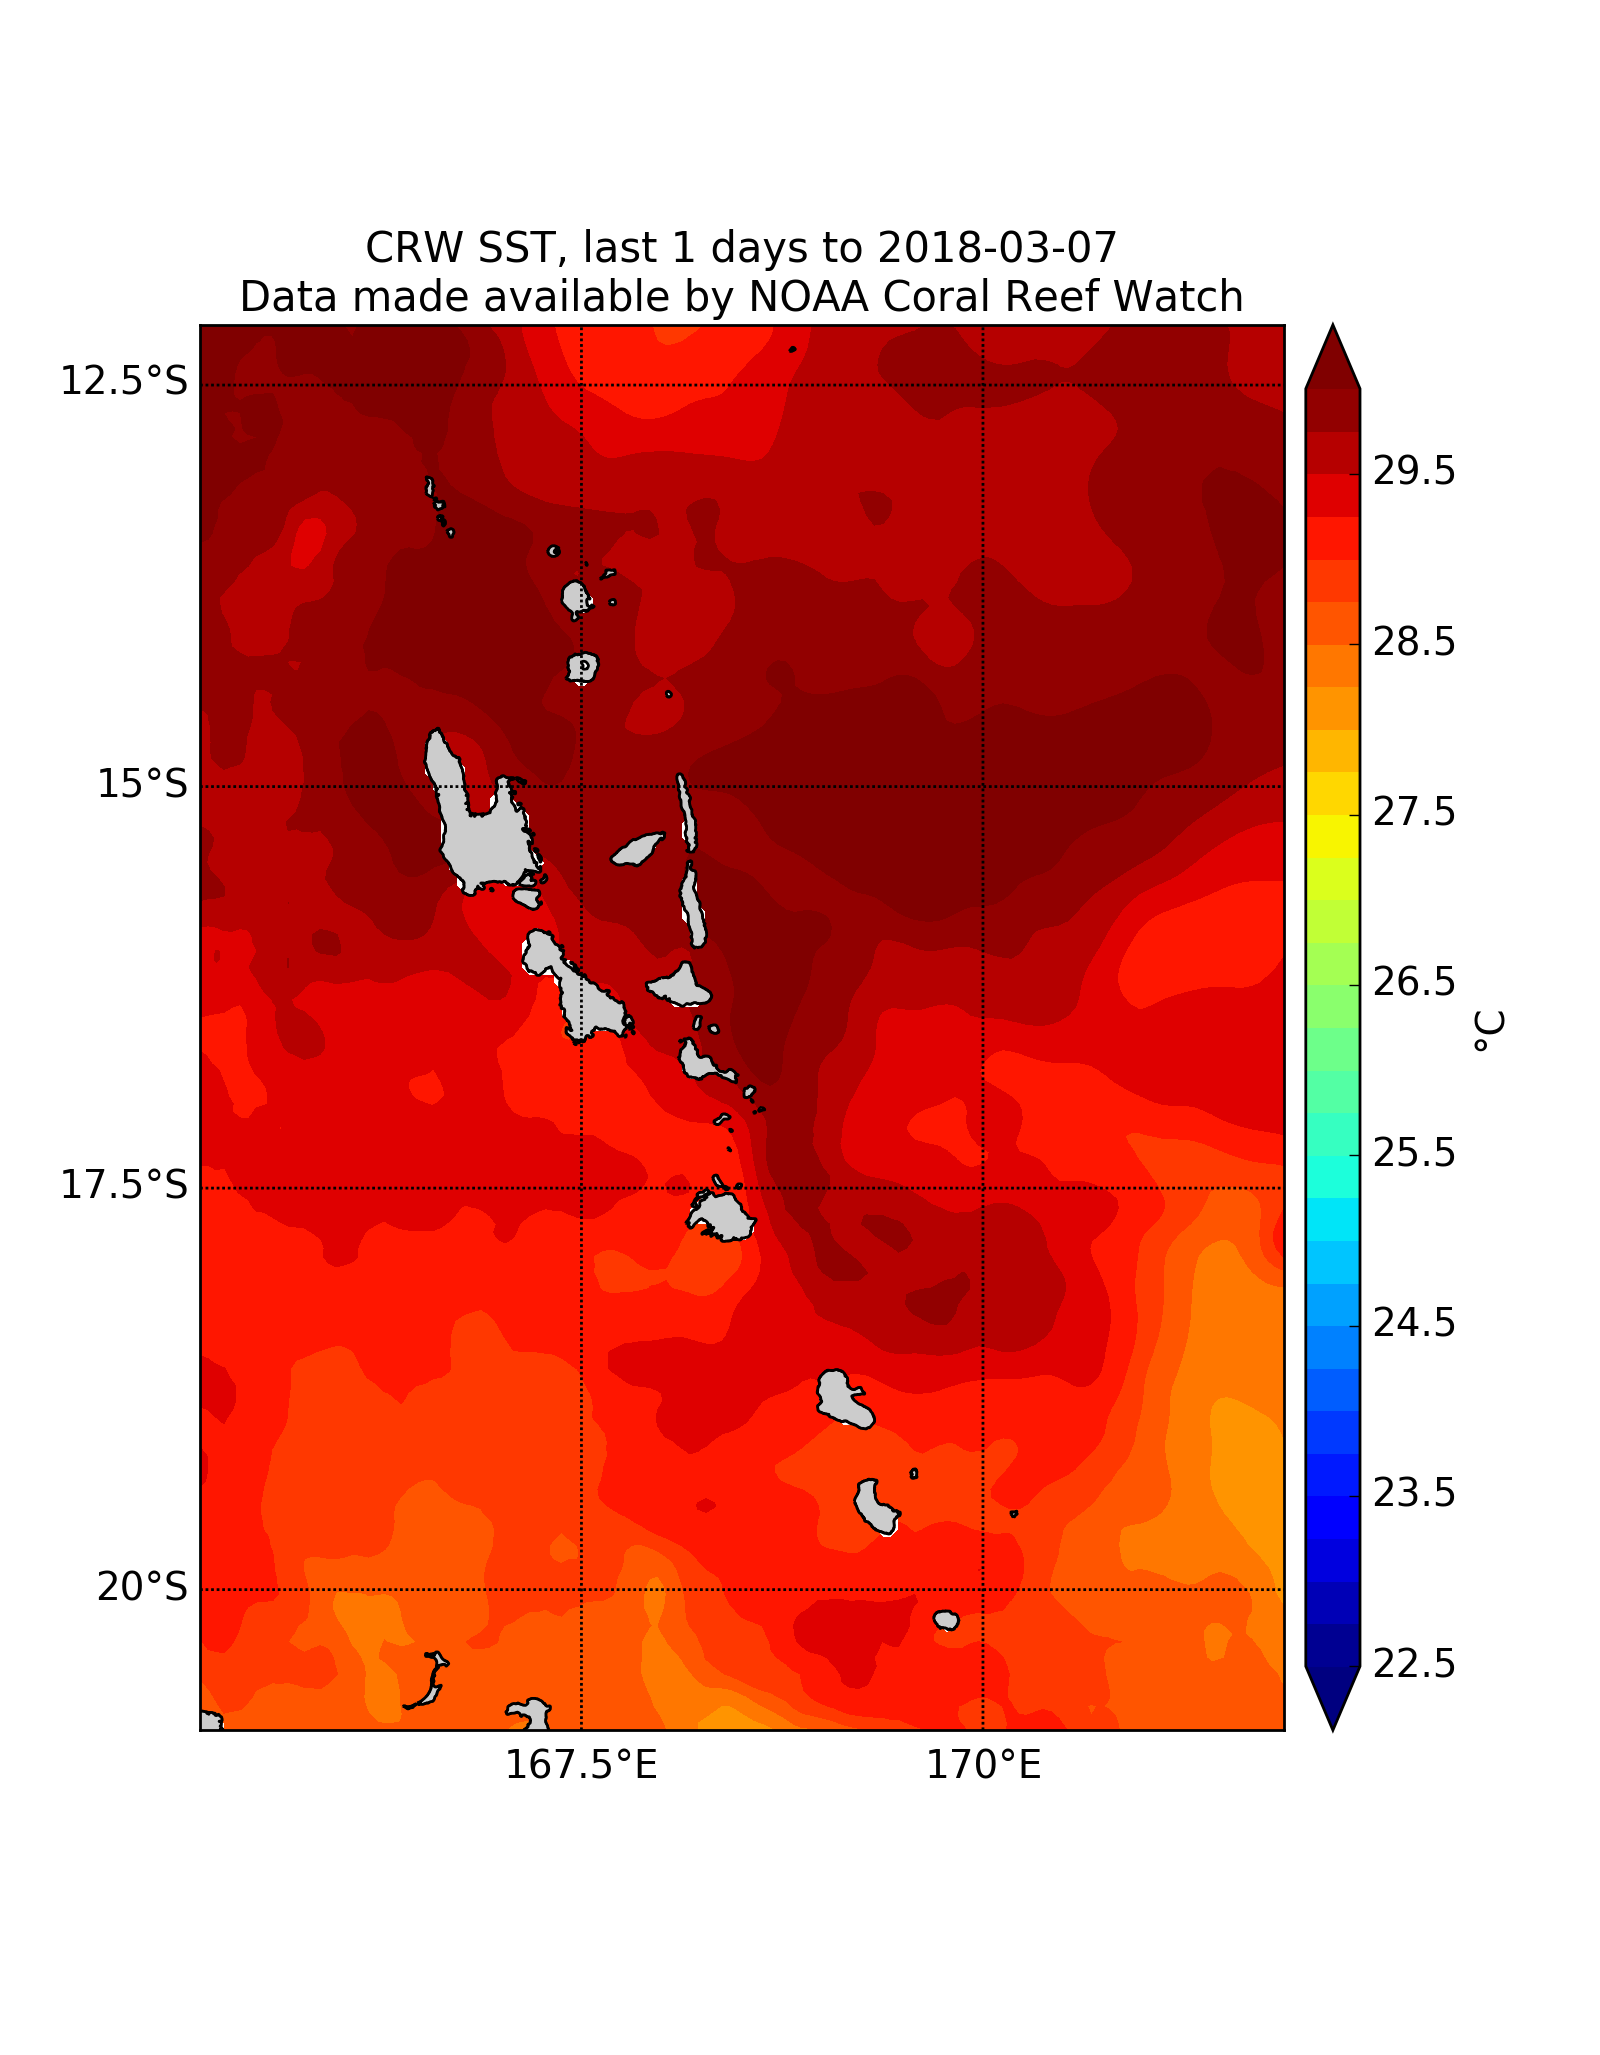 CRW SST, last 1 days to 2018-03-07
Data made available by NOAA Coral Reef Watch
12.5°S
15°S
17.5°S
20°S
167.5°E
170°E
29.5
28.5
27.5
26.5
25.5
24.5
23.5
22.5
°C